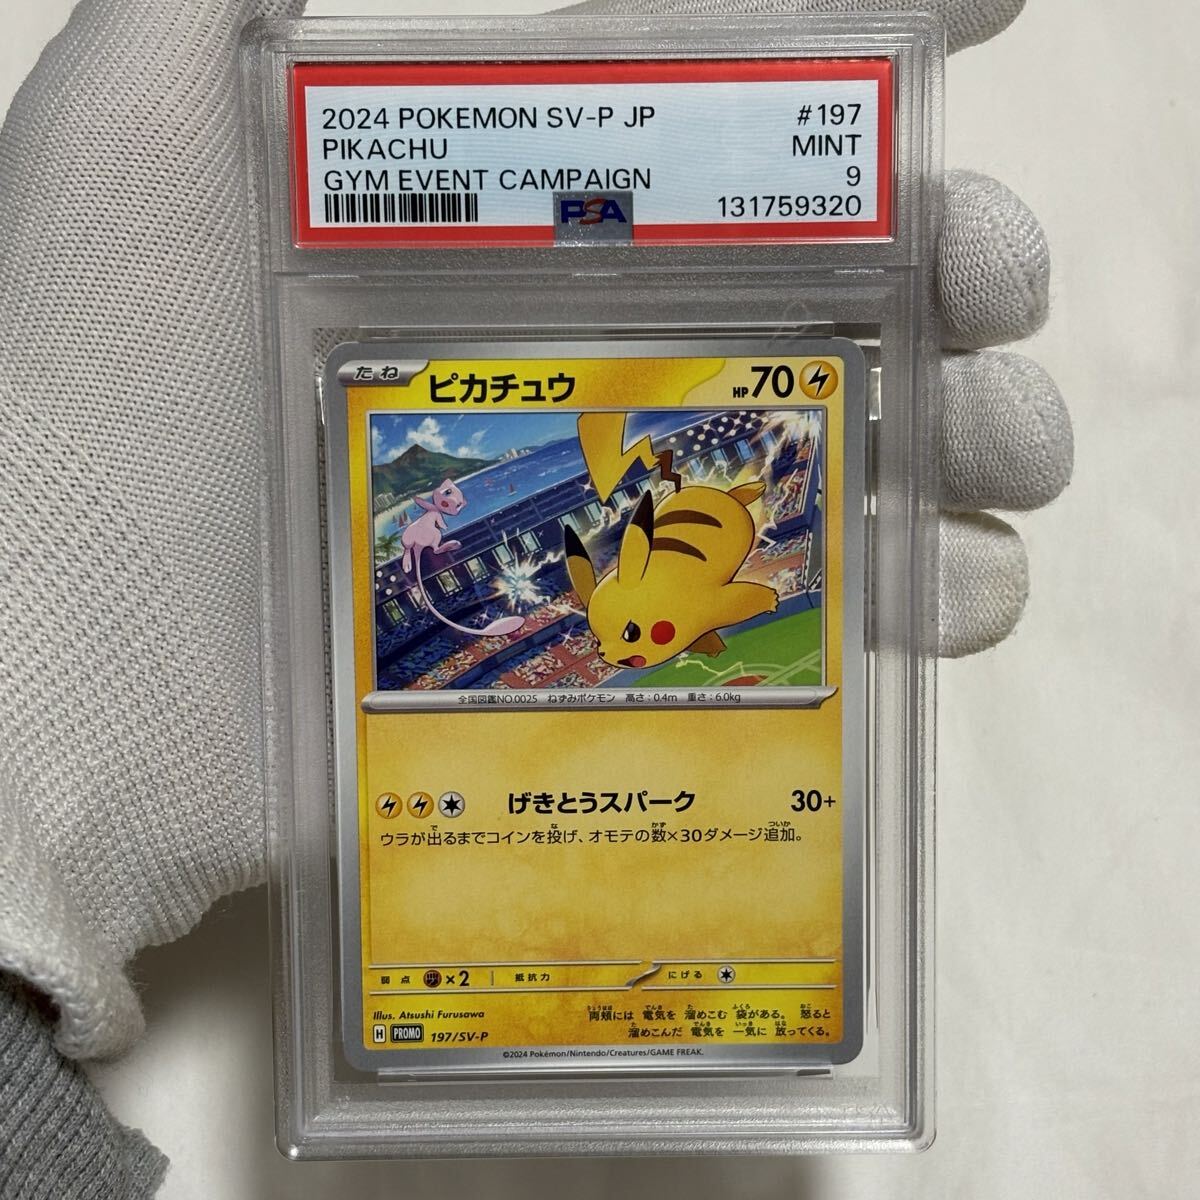 2024 POKEMON SV-P JP #197
PIKACHU MINT
GYM EVENT CAMPAIGN 9
PSA 131759320
たね ピカチュウ HP70
全国図鑑NO.0025 ねずみポケモン 高さ:0.4m 重さ:6.0kg
げきとうスパーク 30+
ウラが出るまでコインを投げ、オモテの数×30ダメージ追加。
弱点 ×2 抵抗力 にげる
Illus. Atsushi Furusawa
両頬には 電気を 溜めこむ 袋がある。 怒ると
溜めこんだ 電気を 一気に 放ってくる。
H PROMO 197/SV-P
©2024 Pokémon/Nintendo/Creatures/GAME FREAK.